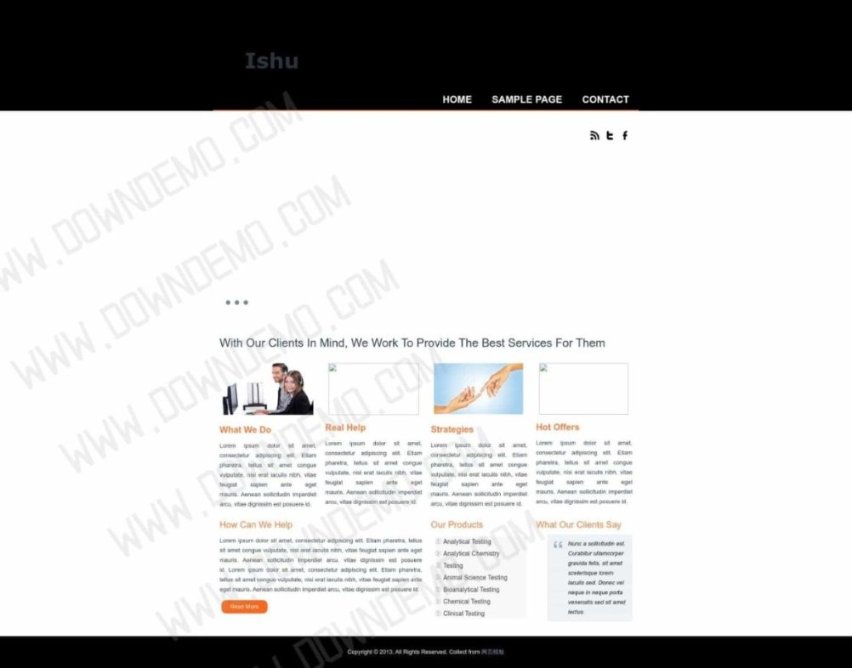 Ishu
HOME SAMPLE PAGE CONTACT
With Our Clients In Mind, We Work To Provide The Best Services For Them
What We Do
Lorem ipsum dolor sit amet,
consectetur adipiscing elit. Etiam
pharetra, tellus sit amet congue
vulputate, nisi erat iaculis nibh, vitae
feugiat sapien ante eget
mauris. Aenean sollicitudin imperdiet
arcu, vitae dignissim est posuere id.
Real Help
Lorem ipsum dolor sit amet,
consectetur adipiscing elit. Etiam
pharetra, tellus sit amet congue
vulputate, nisi erat iaculis nibh, vitae
feugiat sapien ante eget
mauris. Aenean sollicitudin imperdiet
arcu, vitae dignissim est posuere id.
Strategies
Lorem ipsum dolor sit amet,
consectetur adipiscing elit. Etiam
pharetra, tellus sit amet congue
vulputate, nisi erat iaculis nibh, vitae
feugiat sapien ante eget
mauris. Aenean sollicitudin imperdiet
arcu, vitae dignissim est posuere id.
Hot Offers
Lorem ipsum dolor sit amet,
consectetur adipiscing elit. Etiam
pharetra, tellus sit amet congue
vulputate, nisi erat iaculis nibh, vitae
feugiat sapien ante eget
mauris. Aenean sollicitudin imperdiet
arcu, vitae dignissim est posuere id.
How Can We Help
Lorem ipsum dolor sit amet, consectetur adipiscing elit. Etiam pharetra, tellus
sit amet congue vulputate, nisi erat iaculis nibh, vitae feugiat sapien ante eget
mauris. Aenean sollicitudin imperdiet arcu, vitae dignissim est posuere id.
Lorem ipsum dolor sit amet, consectetur adipiscing elit. Etiam pharetra,
tellus sit amet congue vulputate, nisi erat iaculis nibh, vitae feugiat sapien ante
eget mauris. Aenean sollicitudin imperdiet arcu, vitae dignissim est posuere id.
Read More
Our Products
Analytical Testing
Analytical Chemistry
Testing
Animal Science Testing
Bioanalytical Testing
Chemical Testing
Clinical Testing
What Our Clients Say
Nunc a sollicitudin est.
Curabitur ullamcorper
gravida felis, sit amet
scelerisque lorem
iaculis sed. Donec vel
neque in neque porta
venenatis sed sit amet
lectus.
Copyright © 2013. All Rights Reserved. Collect from 网页模板
WWW.DOWNDEMO.COM
WWW.DOWNDEMO.COM
WWW.DOWNDEMO.COM
WWW.DOWNDEMO.COM